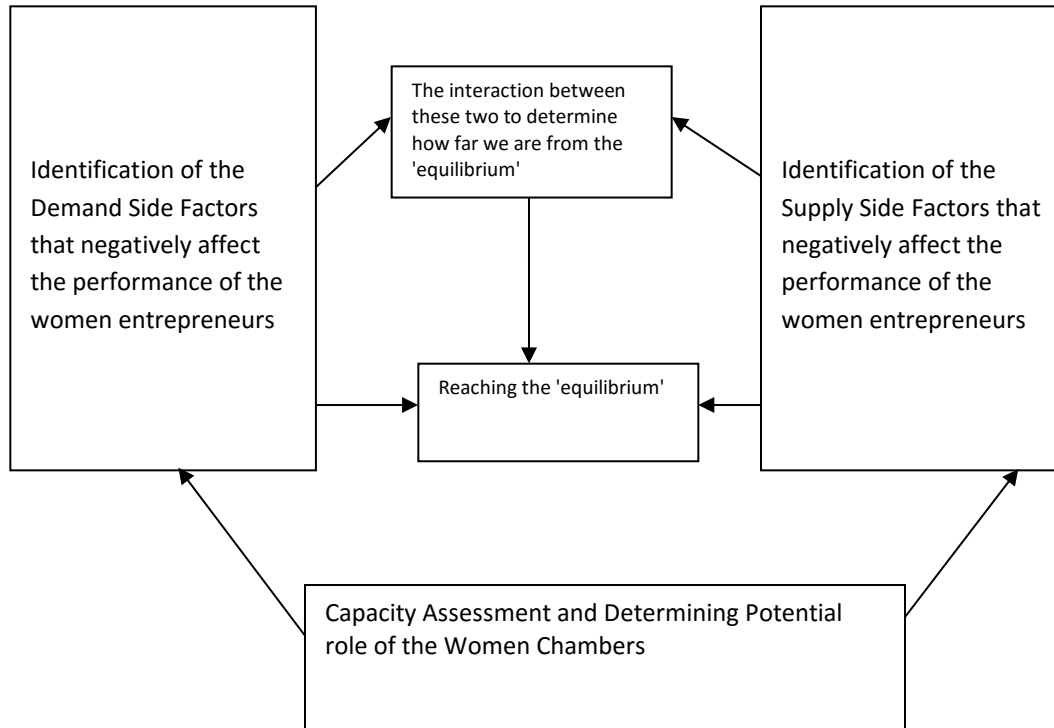 Identification of the
Demand Side Factors
that negatively affect
the performance of the
women entrepreneurs
The interaction between
these two to determine
how far we are from the
'equilibrium'
Identification of the
Supply Side Factors that
negatively affect the
performance of the
women entrepreneurs
Reaching the 'equilibrium'
Capacity Assessment and Determining Potential
role of the Women Chambers